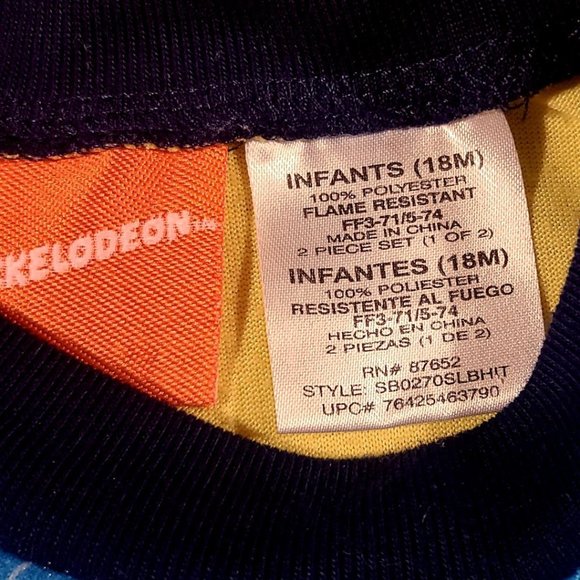 KELODEON™
INFANTS (18M)
100% POLYESTER
FLAME RESISTANT
FF3-71/5-74
MADE IN CHINA
2 PIECE SET (1 OF 2)
INFANTES (18M)
100% POLIESTER
RESISTENTE AL FUEGO
FF3-71/5-74
HECHO EN CHINA
2 PIEZAS (1 DE 2)
RN# 87652
STYLE: SB0270SLBHIT
UPC# 76425463790